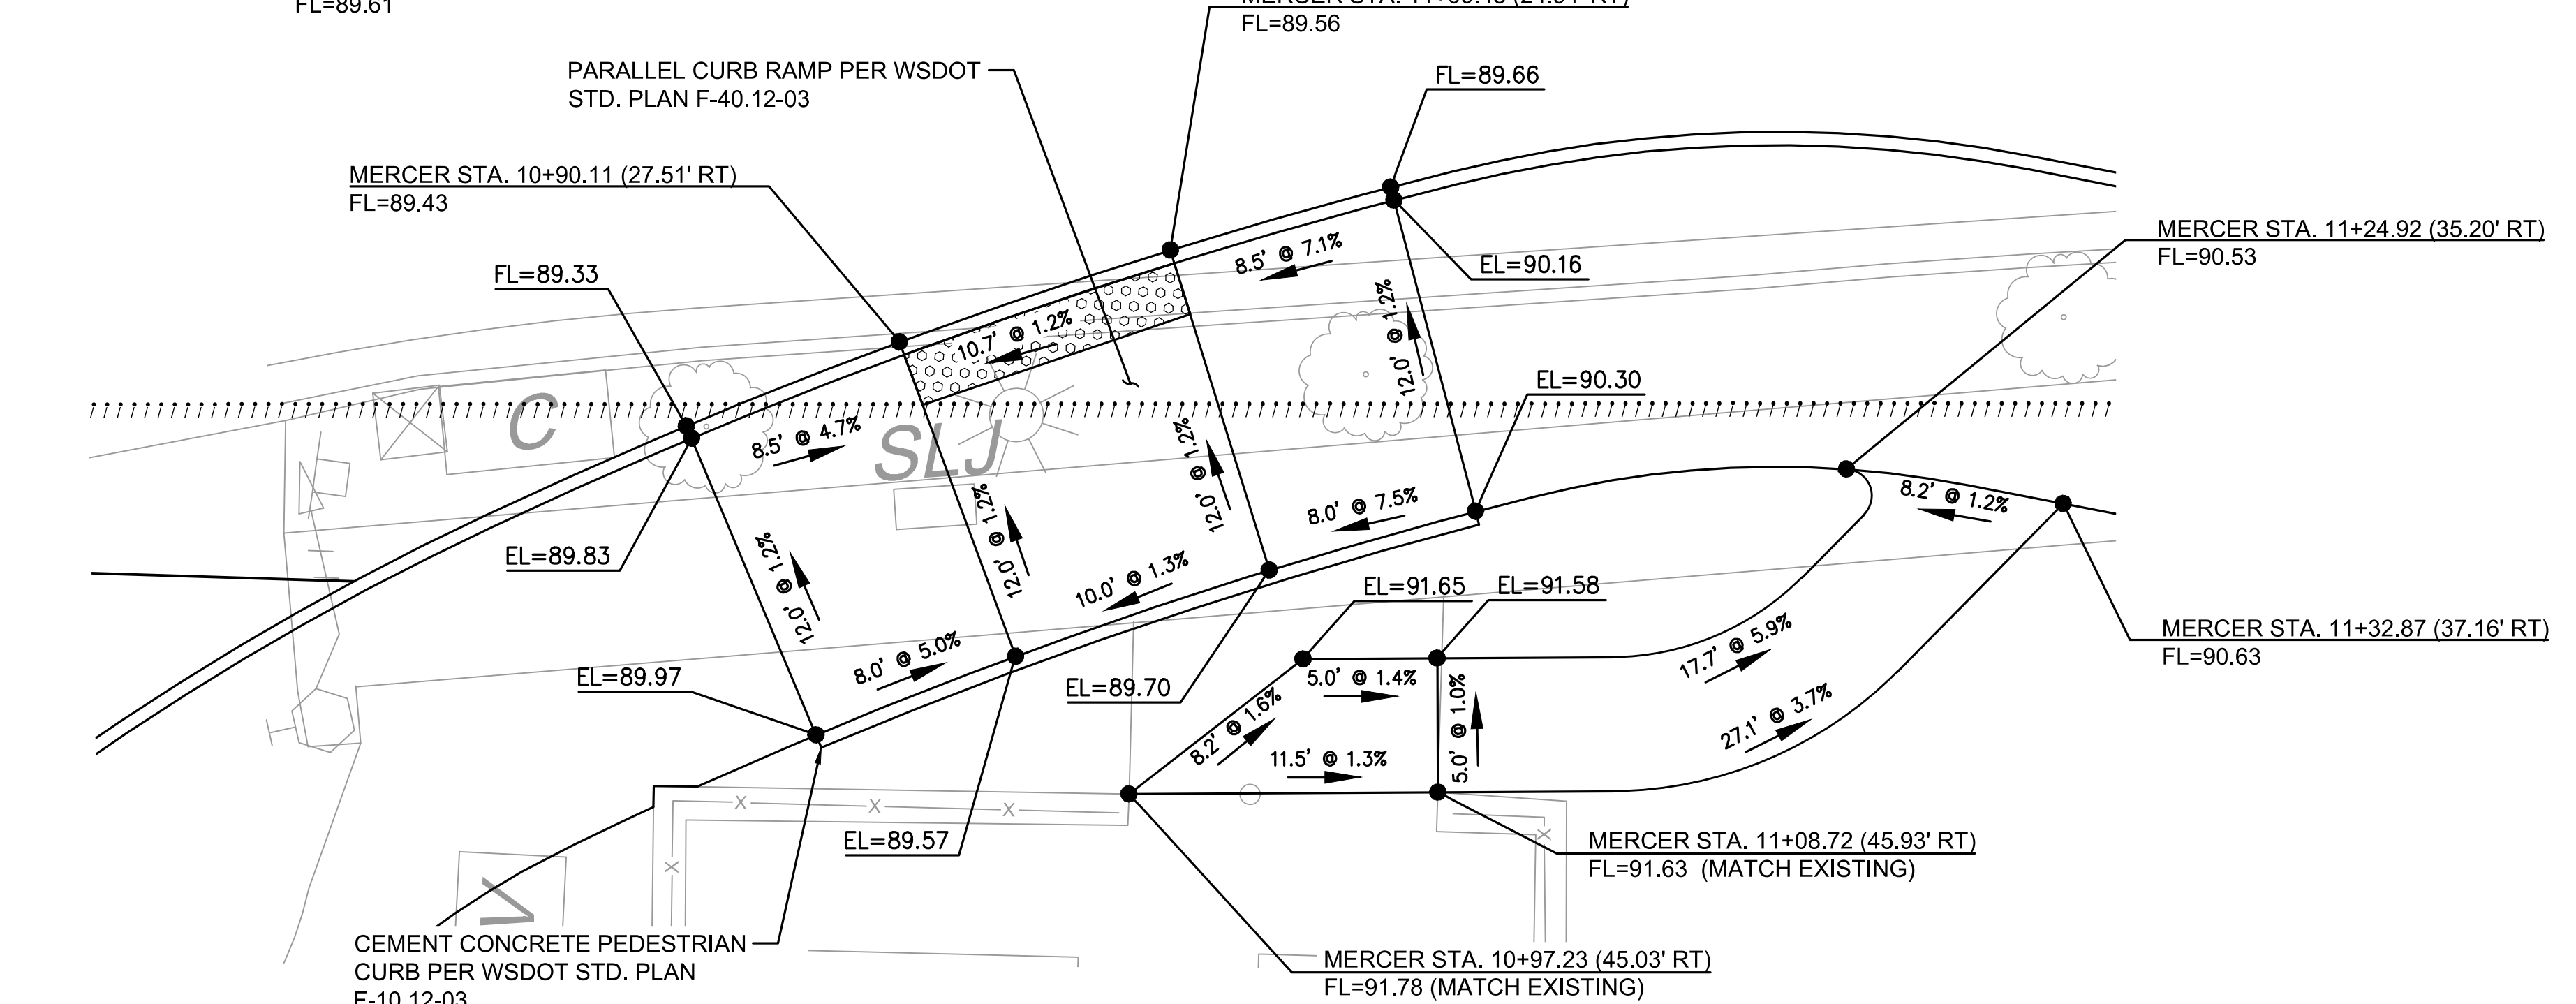 FL=89.61
FL=89.56
PARALLEL CURB RAMP PER WSDOT
STD. PLAN F-40.12-03
FL=89.66
MERCER STA. 10+90.11 (27.51' RT)
FL=89.43
MERCER STA. 11+24.92 (35.20' RT)
FL=90.53
FL=89.33
EL=90.16
8.5' @ 7.1%
10.7' @ 1.2%
12.0' @ 1.2%
EL=90.30
C
SLJ
8.5' @ 4.7%
12.0' @ 1.2%
12.0' @ 1.2%
8.0' @ 7.5%
8.2' @ 1.2%
EL=89.83
12.0' @ 1.2%
10.0' @ 1.3%
EL=91.65
EL=91.58
MERCER STA. 11+32.87 (37.16' RT)
FL=90.63
8.0' @ 5.0%
EL=89.97
EL=89.70
5.0' @ 1.4%
17.7' @ 5.9%
8.2' @ 1.6%
5.0' @ 1.0%
27.1' @ 3.7%
11.5' @ 1.3%
X
X
X
X
X
EL=89.57
MERCER STA. 11+08.72 (45.93' RT)
FL=91.63 (MATCH EXISTING)
V
CEMENT CONCRETE PEDESTRIAN
CURB PER WSDOT STD. PLAN
F-10.12-03
MERCER STA. 10+97.23 (45.03' RT)
FL=91.78 (MATCH EXISTING)